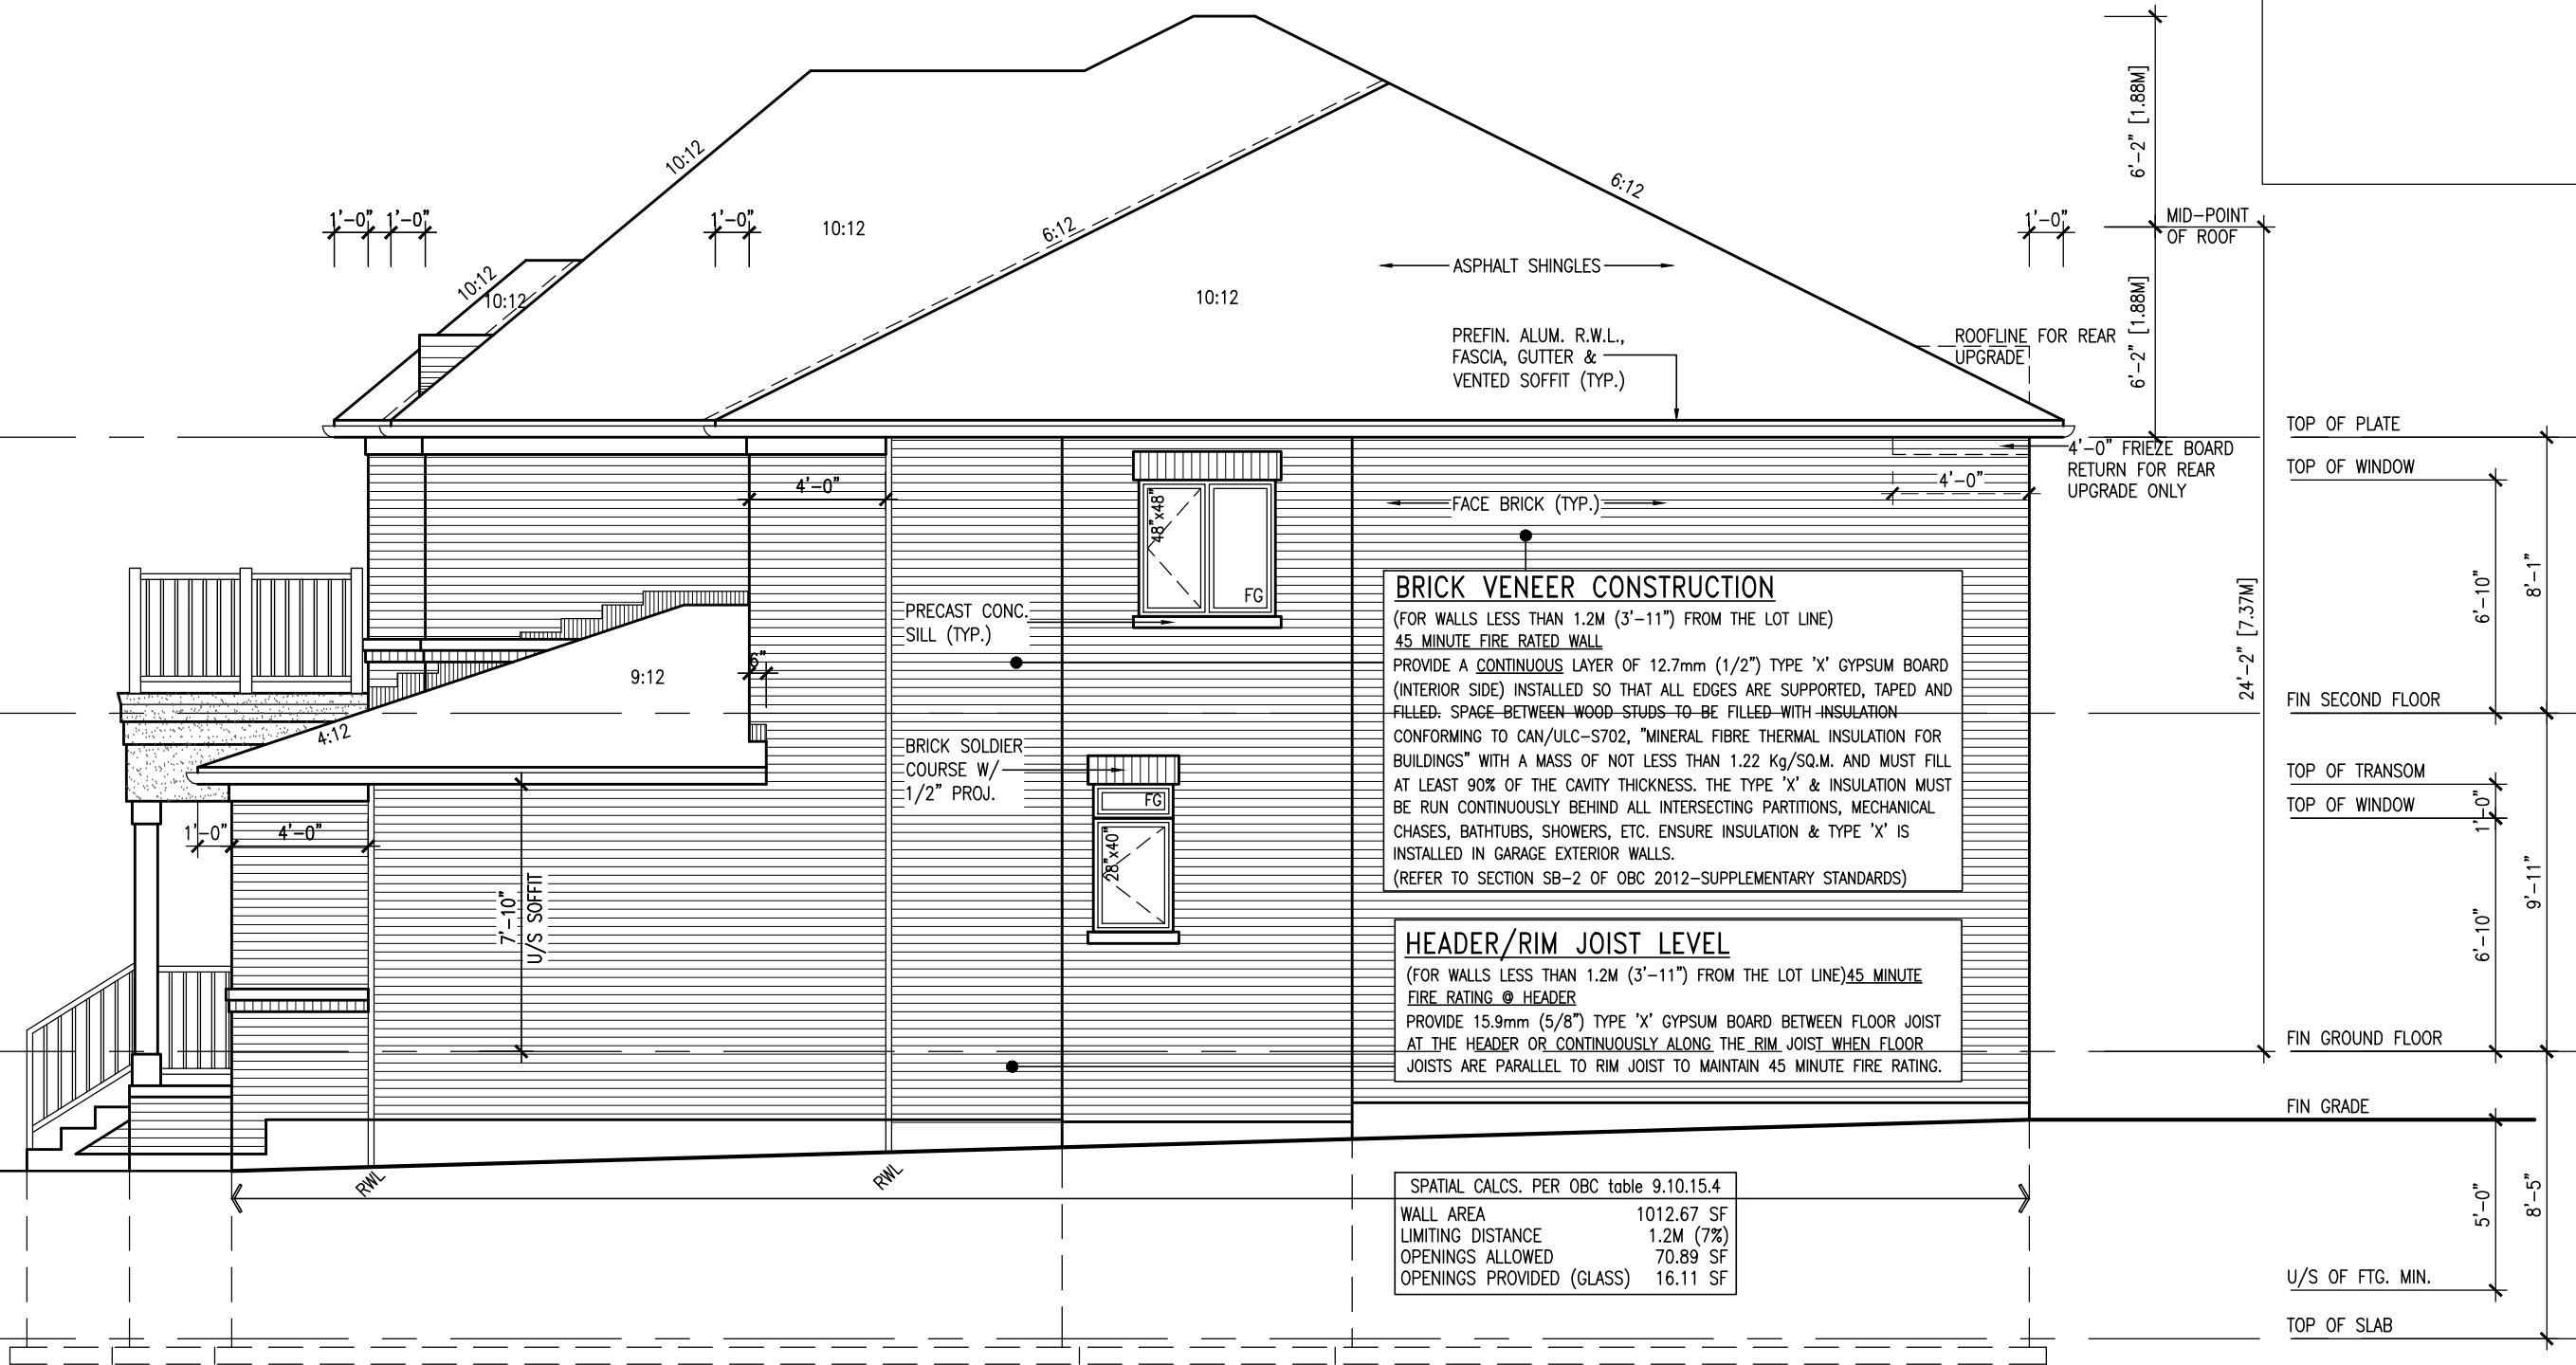 6'-2" [1.88M]
10:12
6:12
1'-0"
1'-0"
1'-0"
10:12
6:12
1'-0"
MID-POINT
OF ROOF
ASPHALT SHINGLES
10:12
10:12
10:12
PREFIN. ALUM. R.W.L.,
FASCIA, GUTTER &
VENTED SOFFIT (TYP.)
ROOFLINE FOR REAR
UPGRADE
6'-2" [1.88M]
TOP OF PLATE
4'-0" FRIEZE BOARD
RETURN FOR REAR
UPGRADE ONLY
TOP OF WINDOW
4'-0"
4'-0"
48"x48"
FG
FACE BRICK (TYP.)
BRICK VENEER CONSTRUCTION
(FOR WALLS LESS THAN 1.2M (3'-11") FROM THE LOT LINE)
45 MINUTE FIRE RATED WALL
PROVIDE A CONTINUOUS LAYER OF 12.7mm (1/2") TYPE 'X' GYPSUM BOARD
(INTERIOR SIDE) INSTALLED SO THAT ALL EDGES ARE SUPPORTED, TAPED AND
FILLED. SPACE BETWEEN WOOD STUDS TO BE FILLED WITH INSULATION
CONFORMING TO CAN/ULC-S702, "MINERAL FIBRE THERMAL INSULATION FOR
BUILDINGS" WITH A MASS OF NOT LESS THAN 1.22 Kg/SQ.M. AND MUST FILL
AT LEAST 90% OF THE CAVITY THICKNESS. THE TYPE 'X' & INSULATION MUST
BE RUN CONTINUOUSLY BEHIND ALL INTERSECTING PARTITIONS, MECHANICAL
CHASES, BATHTUBS, SHOWERS, ETC. ENSURE INSULATION & TYPE 'X' IS
INSTALLED IN GARAGE EXTERIOR WALLS.
(REFER TO SECTION SB-2 OF OBC 2012-SUPPLEMENTARY STANDARDS)
PRECAST CONC.
SILL (TYP.)
6"
9:12
4:12
24'-2" [7.37M]
6'-10"
8'-1"
FIN SECOND FLOOR
BRICK SOLDIER
COURSE W/
1/2" PROJ.
FG
28"x40"
TOP OF TRANSOM
TOP OF WINDOW
1'-0"
1'-0"
4'-0"
7'-10"
U/S SOFFIT
9'-11"
6'-10"
HEADER/RIM JOIST LEVEL
(FOR WALLS LESS THAN 1.2M (3'-11") FROM THE LOT LINE)45 MINUTE
FIRE RATING @ HEADER
PROVIDE 15.9mm (5/8") TYPE 'X' GYPSUM BOARD BETWEEN FLOOR JOIST
AT THE HEADER OR CONTINUOUSLY ALONG THE RIM JOIST WHEN FLOOR
JOISTS ARE PARALLEL TO RIM JOIST TO MAINTAIN 45 MINUTE FIRE RATING.
FIN GROUND FLOOR
FIN GRADE
RWL
RWL
SPATIAL CALCS. PER OBC table 9.10.15.4
WALL AREA 1012.67 SF
LIMITING DISTANCE 1.2M (7%)
OPENINGS ALLOWED 70.89 SF
OPENINGS PROVIDED (GLASS) 16.11 SF
5'-0"
8'-5"
U/S OF FTG. MIN.
TOP OF SLAB